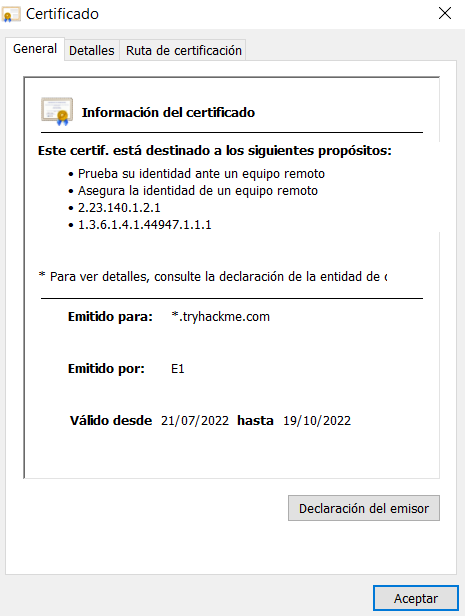 Certificado
General Detalles Ruta de certificación
Información del certificado
Este certif. está destinado a los siguientes propósitos:
• Prueba su identidad ante un equipo remoto
• Asegura la identidad de un equipo remoto
• 2.23.140.1.2.1
• 1.3.6.1.4.1.44947.1.1.1
* Para ver detalles, consulte la declaración de la entidad de c
Emitido para: *.tryhackme.com
Emitido por: E1
Válido desde 21/07/2022 hasta 19/10/2022
Declaración del emisor
Aceptar